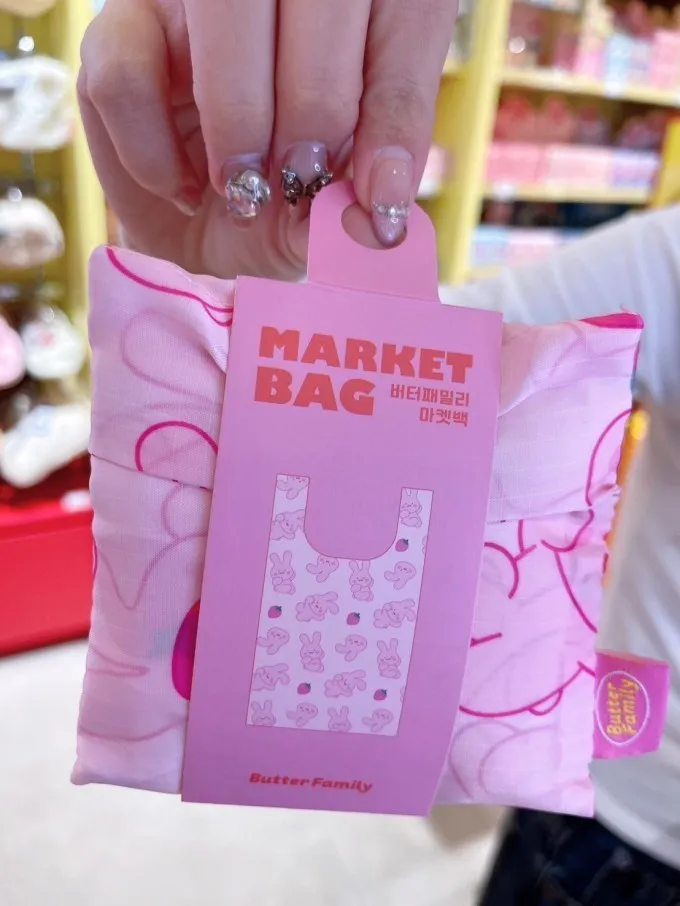 MARKET
BAG
버터패밀리
마켓백
Butter Family
Butter
Family